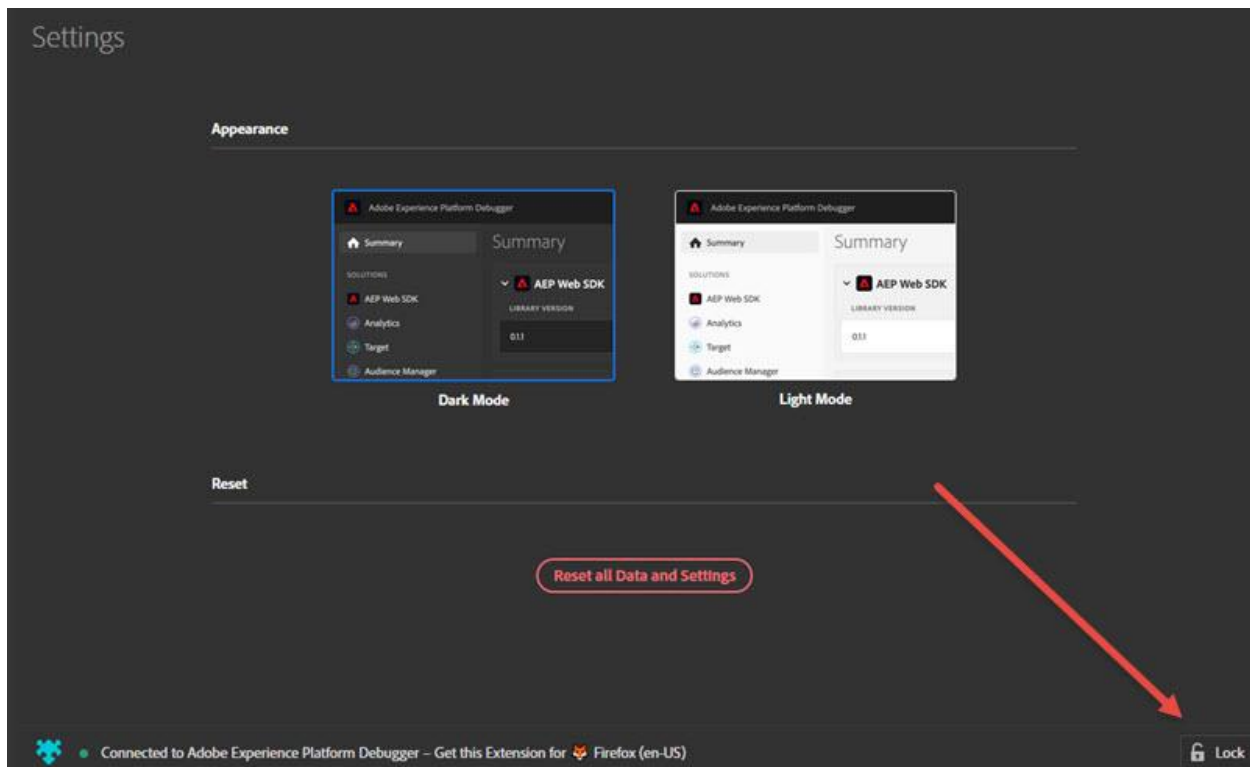 Settings
Appearance
Adobe Experience Platform Debugger
Summary
Summary
SOLUTIONS
AEP Web SDK
AEP Web SDK
LIBRARY VERSION
Analytics
0.1.1
Target
Audience Manager
Dark Mode
Adobe Experience Platform Debugger
Summary
Summary
SOLUTIONS
AEP Web SDK
AEP Web SDK
LIBRARY VERSION
Analytics
0.1.1
Target
Audience Manager
Light Mode
Reset
Reset all Data and Settings
Connected to Adobe Experience Platform Debugger – Get this Extension for Firefox (en-US)
Lock